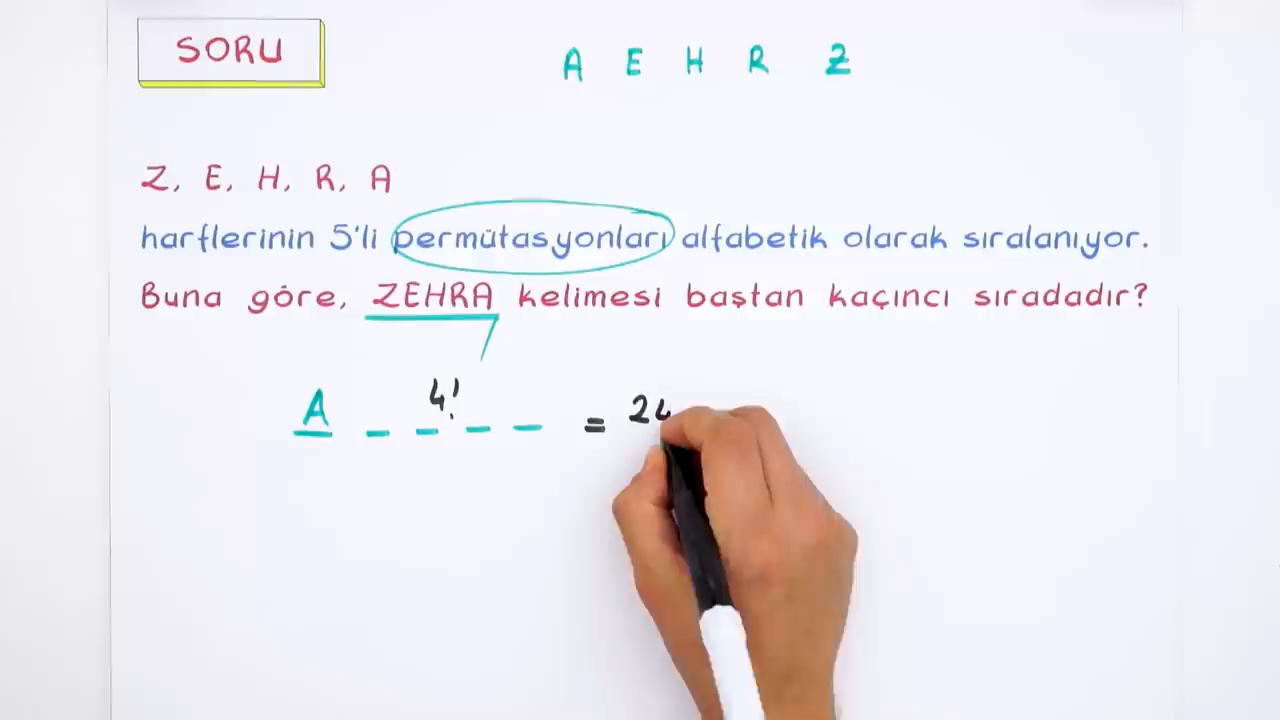 SORU
A E H R Z
Z, E, H, R, A
harflerinin 5'li permütasyonları alfabetik olarak sıralanıyor.
Buna göre, ZEHRA kelimesi baştan kaçıncı sıradadır?
A _ _ _ _ = 24
4!